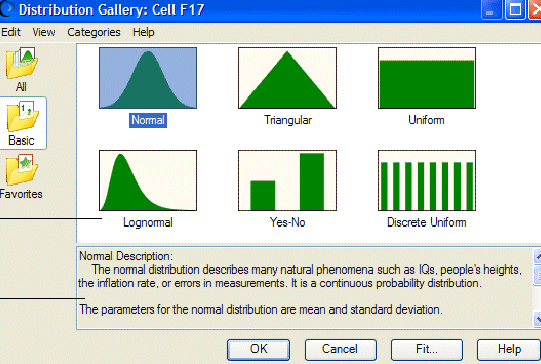 Distribution Gallery: Cell F17
Edit View Categories Help
All
Basic
Favorites
Normal Triangular Uniform
Lognormal Yes-No Discrete Uniform
Normal Description:
The normal distribution describes many natural phenomena such as IQs, people's heights,
the inflation rate, or errors in measurements. It is a continuous probability distribution.
The parameters for the normal distribution are mean and standard deviation.
OK Cancel Fit... Help